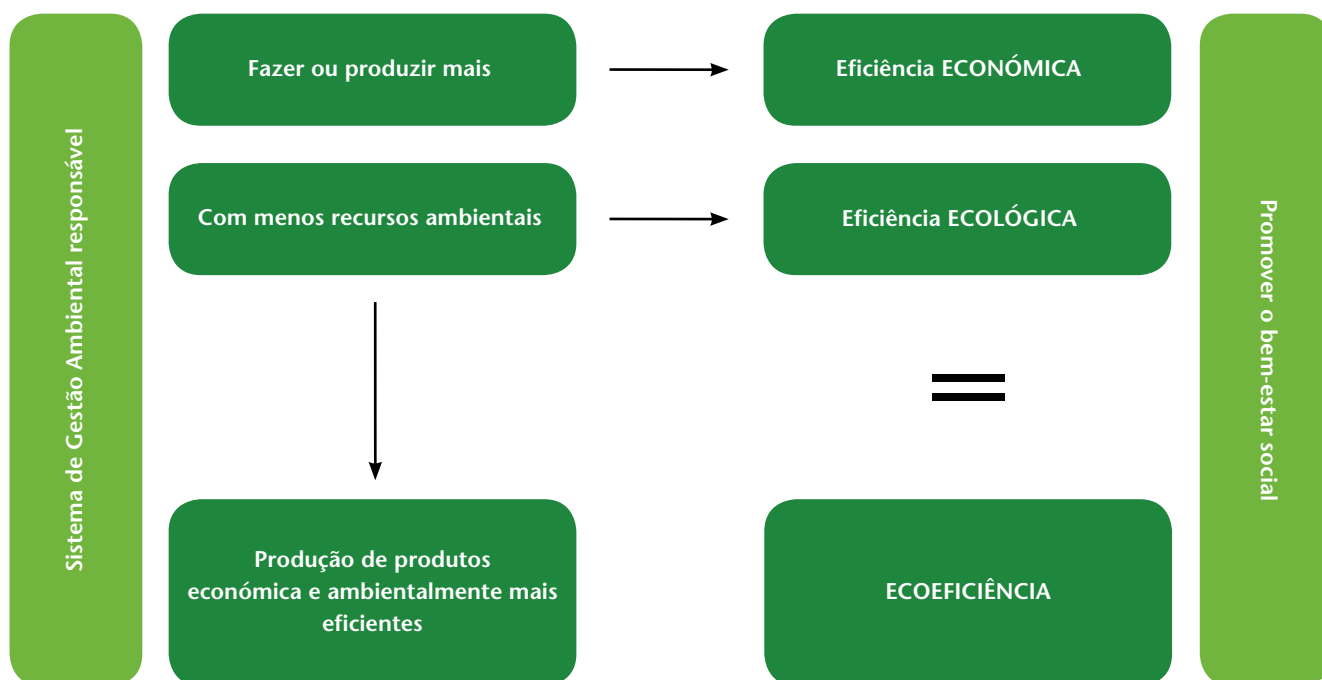 Sistema de Gestão Ambiental responsável
Fazer ou produzir mais
Eficiência ECONÓMICA
Com menos recursos ambientais
Eficiência ECOLÓGICA
Produção de produtos
económica e ambientalmente mais
eficientes
ECOEFICIÊNCIA
Promover o bem-estar social